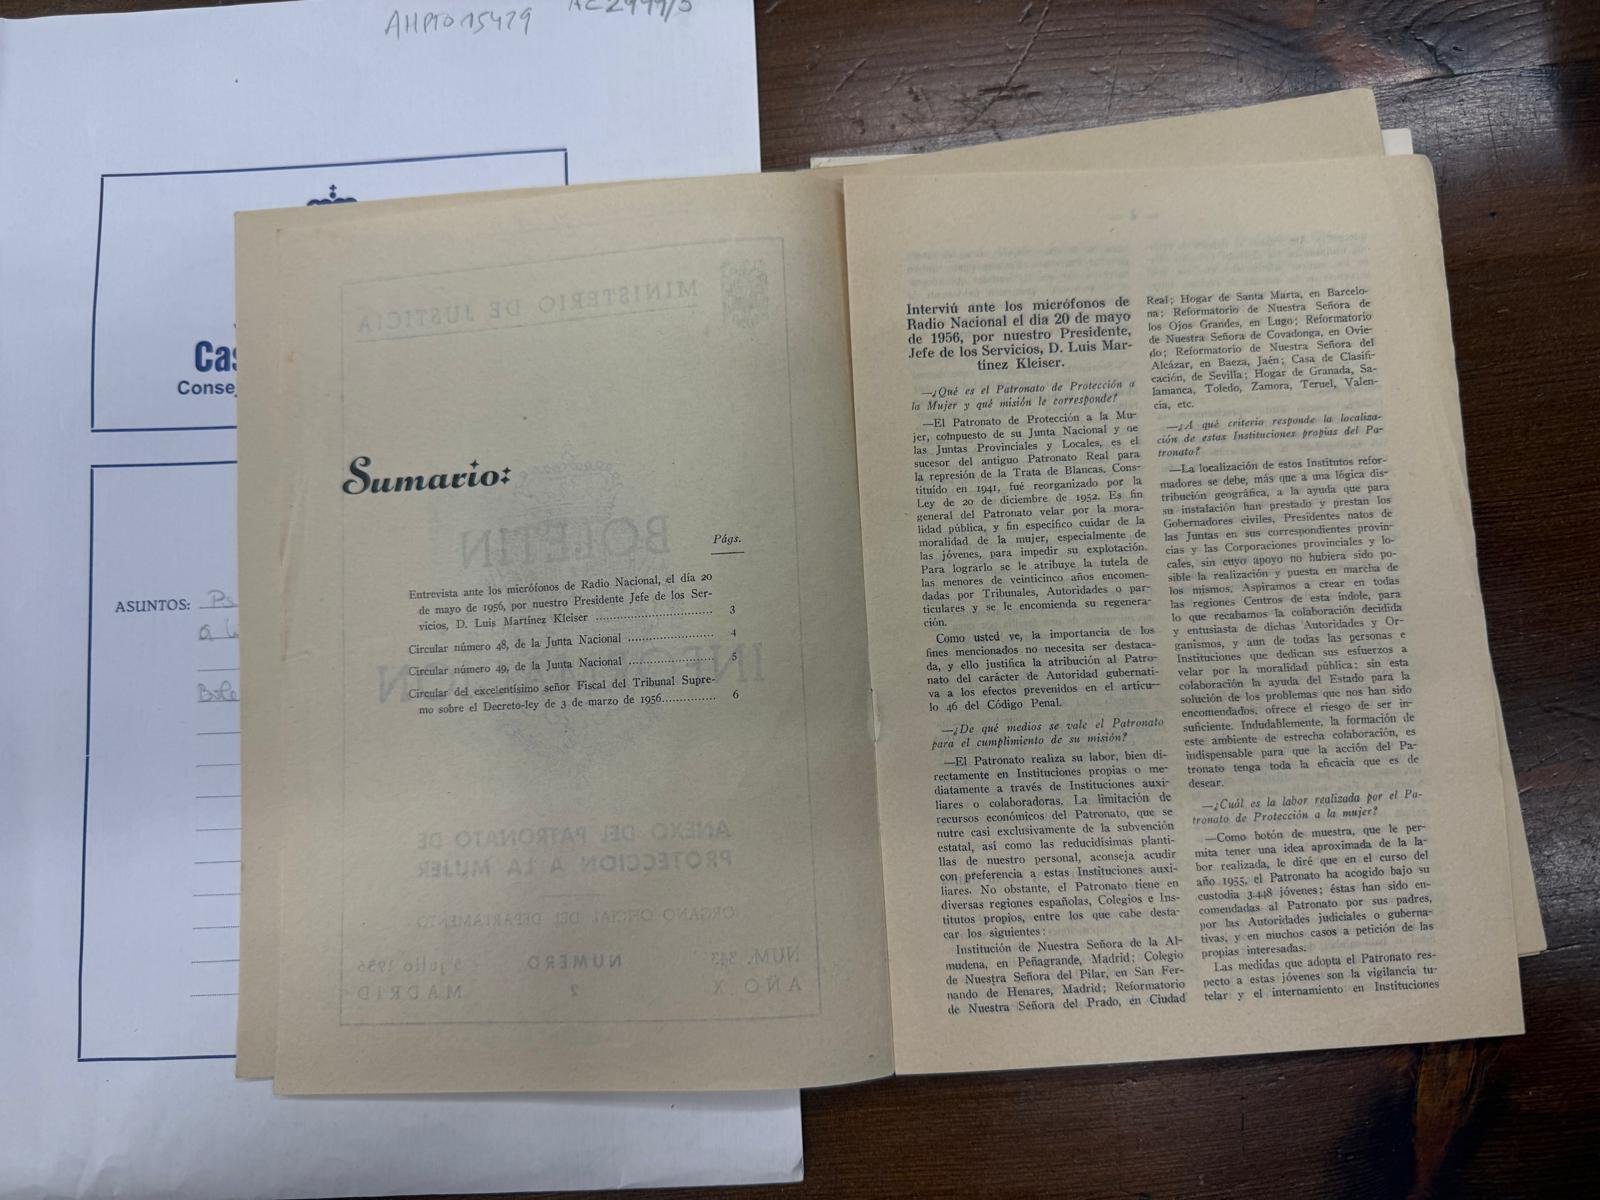 AHPTO 15429
AC2999/5
Cas
Conse
ASUNTOS:
Sumario:
Págs.
Entrevista ante los micrófonos de Radio Nacional, el día 20
de mayo de 1956, por nuestro Presidente Jefe de los Ser-
vicios, D. Luis Martínez Kleiser ........................ 3
Circular número 48, de la Junta Nacional .................. 4
Circular número 49, de la Junta Nacional .................. 5
Circular del excelentísimo señor Fiscal del Tribunal Supre-
mo sobre el Decreto-ley de 3 de marzo de 1956............. 6
Interviú ante los micrófonos de
Radio Nacional el día 20 de mayo
de 1956, por nuestro Presidente,
Jefe de los Servicios, D. Luis Mar-
tínez Kleiser.
—¿Qué es el Patronato de Protección a
la Mujer y qué misión le corresponde?
—El Patronato de Protección a la Mu-
jer, compuesto de su Junta Nacional y de
las Juntas Provinciales y Locales, es el
sucesor del antiguo Patronato Real para
la represión de la Trata de Blancas. Cons-
tituído en 1941, fué reorganizado por la
Ley de 20 de diciembre de 1952. Es fin
general del Patronato velar por la mora-
lidad pública, y fin específico cuidar de la
moralidad de la mujer, especialmente de
las jóvenes, para impedir su explotación.
Para lograrlo se le atribuye la tutela de
las menores de veinticinco años encomen-
dadas por Tribunales, Autoridades o par-
ticulares y se le encomienda su regenera-
ción.
Como usted ve, la importancia de los
fines mencionados no necesita ser destaca-
da, y ello justifica la atribución al Patro-
nato del carácter de Autoridad gubernati-
va a los efectos prevenidos en el artícu-
lo 46 del Código Penal.
—¿De qué medios se vale el Patronato
para el cumplimiento de su misión?
—El Patronato realiza su labor, bien di-
rectamente en Instituciones propias o me-
diatamente a través de Instituciones auxi-
liares o colaboradoras. La limitación de
recursos económicos del Patronato, que se
nutre casi exclusivamente de la subvención
estatal, así como las reducidísimas planti-
llas de nuestro personal, aconseja acudir
con preferencia a estas Instituciones auxi-
liares. No obstante, el Patronato tiene en
diversas regiones españolas, Colegios e Ins-
titutos propios, entre los que cabe desta-
car los siguientes:
Institución de Nuestra Señora de la Al-
mudena, en Peñagrande, Madrid; Colegio
de Nuestra Señora del Pilar, en San Fer-
nando de Henares, Madrid; Reformatorio
de Nuestra Señora del Prado, en Ciudad
Real; Hogar de Santa Marta, en Barcelo-
na; Reformatorio de Nuestra Señora de
los Ojos Grandes, en Lugo; Reformatorio
de Nuestra Señora de Covadonga, en Ovie-
do; Reformatorio de Nuestra Señora del
Alcázar, en Baeza, Jaén; Casa de Clasifi-
cación, de Sevilla; Hogar de Granada, Sa-
lamanca, Toledo, Zamora, Teruel, Valen-
cia, etc.
—¿A qué criterio responde la localiza-
ción de estas Instituciones propias del Pa-
tronato?
—La localización de estos Institutos refor-
madores se debe, más que a una lógica dis-
tribución geográfica, a la ayuda que para
su instalación han prestado y prestan los
Gobernadores civiles, Presidentes natos de
las Juntas en sus correspondientes provin-
cias y las Corporaciones provinciales y lo-
cales, sin cuyo apoyo no hubiera sido po-
sible la realización y puesta en marcha de
los mismos. Aspiramos a crear en todas
las regiones Centros de esta índole, para
lo que recabamos la colaboración decidida
y entusiasta de dichas Autoridades y Or-
ganismos, y aun de todas las personas e
Instituciones que dedican sus esfuerzos a
velar por la moralidad pública; sin esta
colaboración la ayuda del Estado para la
solución de los problemas que nos han sido
encomendados, ofrece el riesgo de ser in-
suficiente. Indudablemente, la formación de
este ambiente de estrecha colaboración, es
indispensable para que la acción del Pa-
tronato tenga toda la eficacia que es de
desear.
—¿Cuál es la labor realizada por el Pa-
tronato de Protección a la mujer?
—Como botón de muestra, que le per-
mita tener una idea aproximada de la la-
bor realizada, le diré que en el curso del
año 1955, el Patronato ha acogido bajo su
custodia 3.448 jóvenes; éstas han sido en-
comendadas al Patronato por sus padres,
por las Autoridades judiciales o guberna-
tivas, y en muchos casos a petición de las
propias interesadas.
Las medidas que adopta el Patronato res-
pecto a estas jóvenes son la vigilancia tu-
telar y el internamiento en Instituciones